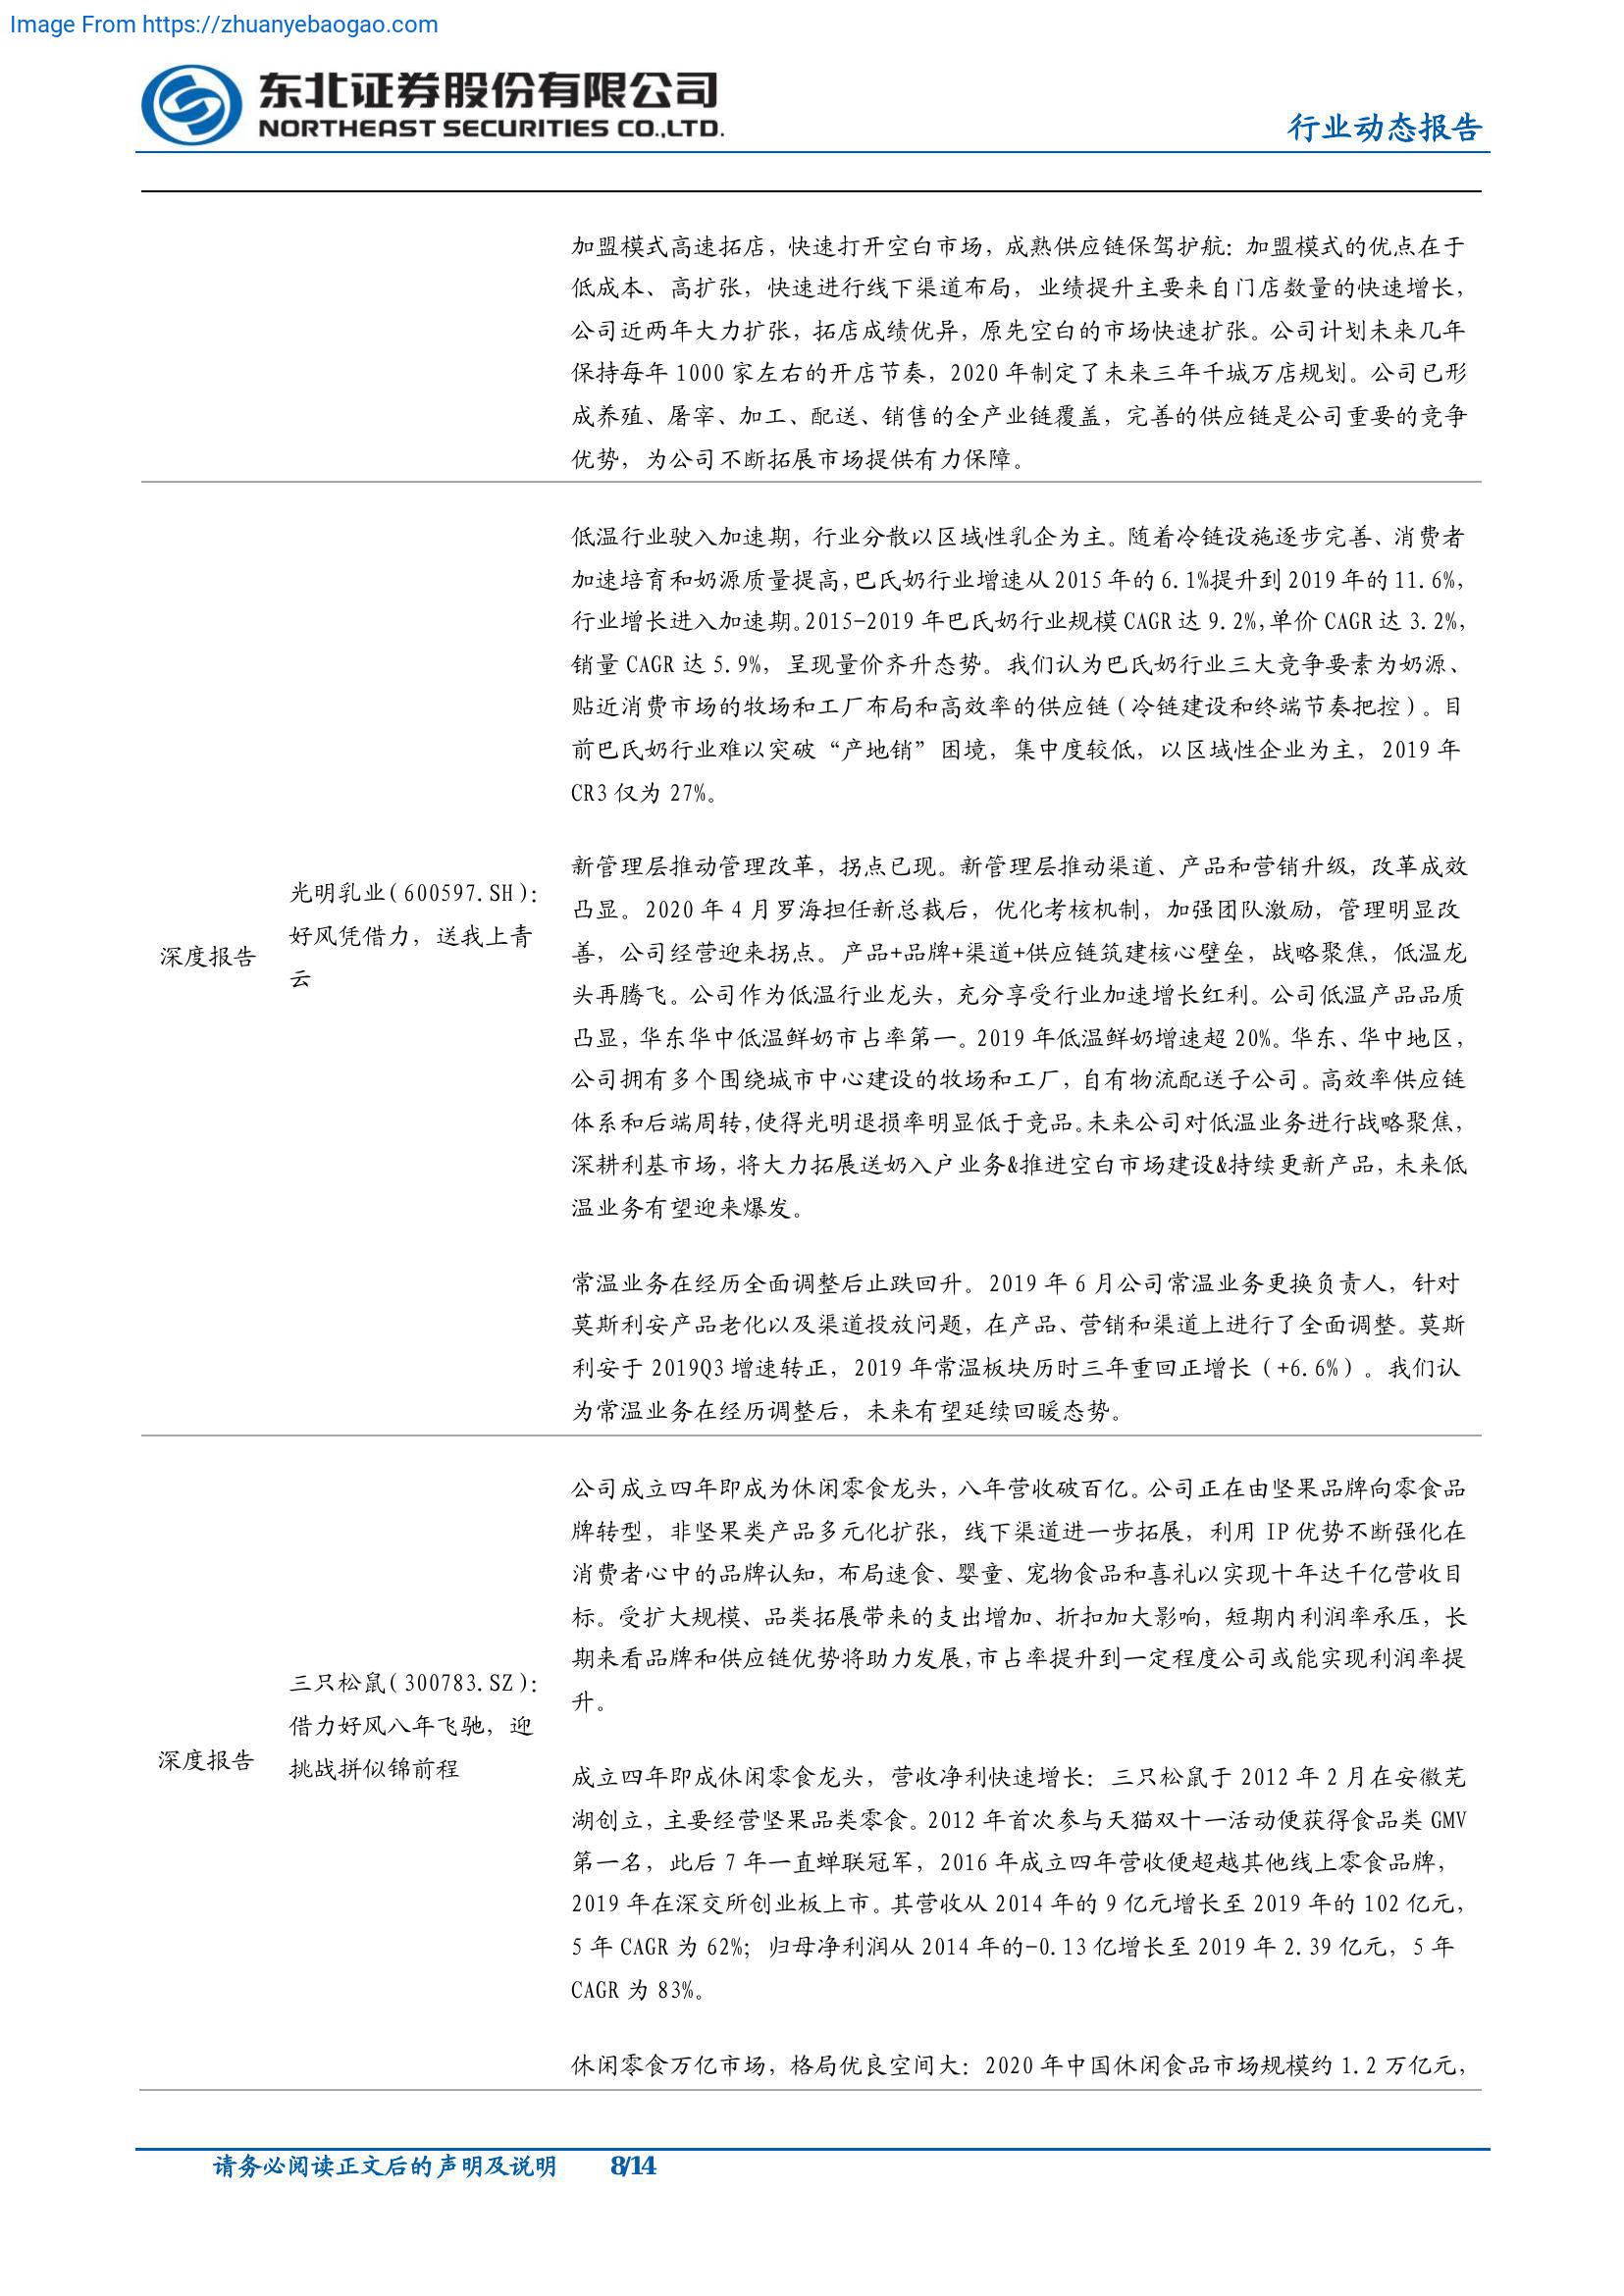 Image From https://zhuanyebaogao.com
东北证券股份有限公司
NORTHEAST SECURITIES CO.,LTD.
行业动态报告
加盟模式高速拓店，快速打开空白市场，成熟供应链保驾护航：加盟模式的优点在于
低成本、高扩张，快速进行线下渠道布局，业绩提升主要来自门店数量的快速增长，
公司近两年大力扩张，拓店成绩优异，原先空白的市场快速扩张。公司计划未来几年
保持每年 1000 家左右的开店节奏，2020 年制定了未来三年千城万店规划。公司已形
成养殖、屠宰、加工、配送、销售的全产业链覆盖，完善的供应链是公司重要的竞争
优势，为公司不断拓展市场提供有力保障。
深度报告
光明乳业(600597.SH)：
好风凭借力，送我上青
云
低温行业驶入加速期，行业分散以区域性乳企为主。随着冷链设施逐步完善、消费者
加速培育和奶源质量提高,巴氏奶行业增速从 2015 年的 6.1%提升到 2019 年的 11.6%，
行业增长进入加速期。2015-2019 年巴氏奶行业规模 CAGR 达 9.2%,单价 CAGR 达 3.2%，
销量 CAGR 达 5.9%，呈现量价齐升态势。我们认为巴氏奶行业三大竞争要素为奶源、
贴近消费市场的牧场和工厂布局和高效率的供应链（冷链建设和终端节奏把控）。目
前巴氏奶行业难以突破“产地销”困境，集中度较低，以区域性企业为主，2019 年
CR3 仅为 27%。
新管理层推动管理改革，拐点已现。新管理层推动渠道、产品和营销升级，改革成效
凸显。2020 年 4 月罗海担任新总裁后，优化考核机制，加强团队激励，管理明显改
善，公司经营迎来拐点。产品+品牌+渠道+供应链筑建核心壁垒，战略聚焦，低温龙
头再腾飞。公司作为低温行业龙头，充分享受行业加速增长红利。公司低温产品品质
凸显，华东华中低温鲜奶市占率第一。2019 年低温鲜奶增速超 20%。华东、华中地区，
公司拥有多个围绕城市中心建设的牧场和工厂，自有物流配送子公司。高效率供应链
体系和后端周转,使得光明退损率明显低于竞品。未来公司对低温业务进行战略聚焦，
深耕利基市场，将大力拓展送奶入户业务&推进空白市场建设&持续更新产品，未来低
温业务有望迎来爆发。
常温业务在经历全面调整后止跌回升。2019 年 6 月公司常温业务更换负责人，针对
莫斯利安产品老化以及渠道投放问题，在产品、营销和渠道上进行了全面调整。莫斯
利安于 2019Q3 增速转正，2019 年常温板块历时三年重回正增长（+6.6%）。我们认
为常温业务在经历调整后，未来有望延续回暖态势。
深度报告
三只松鼠(300783.SZ)：
借力好风八年飞驰，迎
挑战拼似锦前程
公司成立四年即成为休闲零食龙头，八年营收破百亿。公司正在由坚果品牌向零食品
牌转型，非坚果类产品多元化扩张，线下渠道进一步拓展，利用 IP 优势不断强化在
消费者心中的品牌认知，布局速食、婴童、宠物食品和喜礼以实现十年达千亿营收目
标。受扩大规模、品类拓展带来的支出增加、折扣加大影响，短期内利润率承压，长
期来看品牌和供应链优势将助力发展,市占率提升到一定程度公司或能实现利润率提
升。
成立四年即成休闲零食龙头，营收净利快速增长：三只松鼠于 2012 年 2 月在安徽芜
湖创立，主要经营坚果品类零食。2012 年首次参与天猫双十一活动便获得食品类 GMV
第一名，此后 7 年一直蝉联冠军，2016 年成立四年营收便超越其他线上零食品牌，
2019 年在深交所创业板上市。其营收从 2014 年的 9 亿元增长至 2019 年的 102 亿元，
5 年 CAGR 为 62%；归母净利润从 2014 年的-0.13 亿增长至 2019 年 2.39 亿元，5 年
CAGR 为 83%。
休闲零食万亿市场，格局优良空间大：2020 年中国休闲食品市场规模约 1.2 万亿元，
请务必阅读正文后的声明及说明 8/14